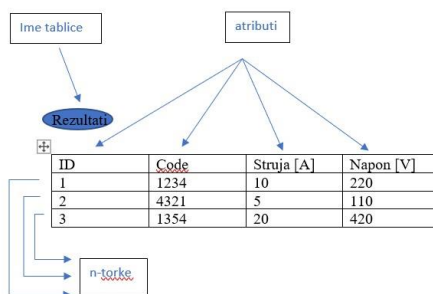 Ime tablice
atributi
Rezultati
ID Code Struja [A] Napon [V]
1 1234 10 220
2 4321 5 110
3 1354 20 420
n-torke